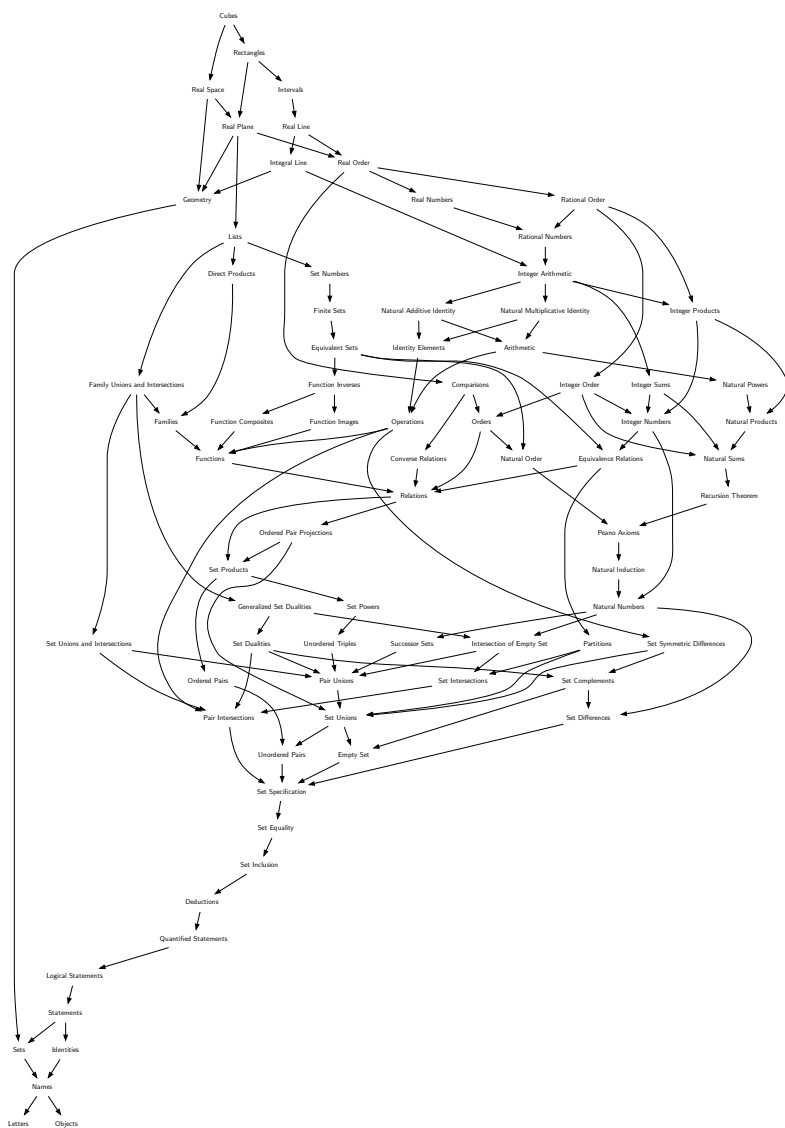 Cubes
Rectangles
Real Space
Intervals
Real Plane
Real Line
Integral Line
Real Order
Geometry
Real Numbers
Rational Order
Lists
Rational Numbers
Direct Products
Set Numbers
Integer Arithmetic
Finite Sets
Natural Additive Identity
Natural Multiplicative Identity
Integer Products
Equivalent Sets
Identity Elements
Arithmetic
Family Unions and Intersections
Function Inverses
Comparisons
Integer Order
Integer Sums
Natural Powers
Families
Function Composites
Function Images
Operations
Orders
Integer Numbers
Natural Products
Functions
Converse Relations
Natural Order
Equivalence Relations
Natural Sums
Relations
Recursion Theorem
Ordered Pair Projections
Peano Axioms
Set Products
Natural Induction
Generalized Set Dualities
Set Powers
Natural Numbers
Set Unions and Intersections
Set Dualities
Unordered Triples
Successor Sets
Intersection of Empty Set
Partitions
Set Symmetric Differences
Ordered Pairs
Pair Unions
Set Intersections
Set Complements
Pair Intersections
Set Unions
Set Differences
Unordered Pairs
Empty Set
Set Specification
Set Equality
Set Inclusion
Deductions
Quantified Statements
Logical Statements
Statements
Sets
Identities
Names
Letters
Objects